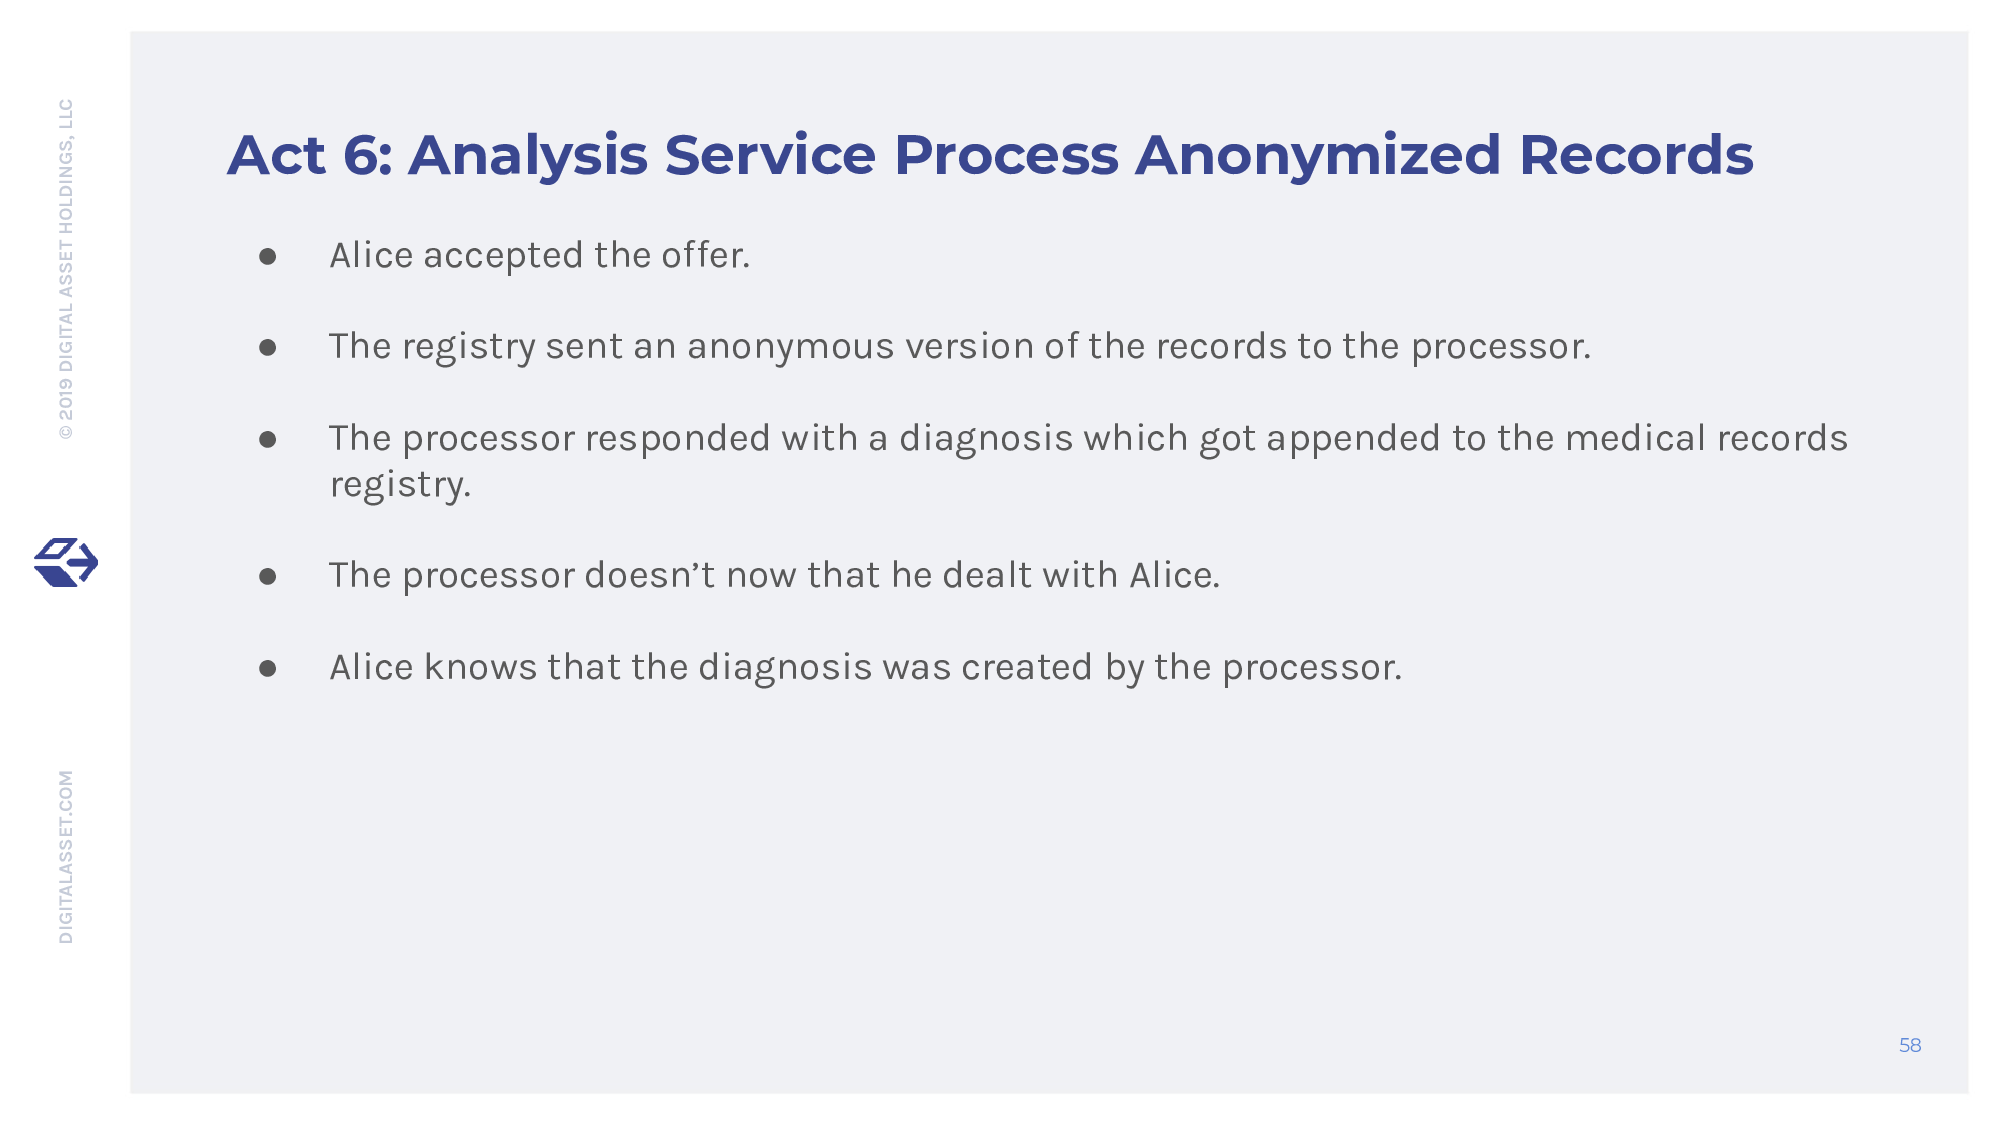 Act 6: Analysis Service Process Anonymized Records
● Alice accepted the offer.
● The registry sent an anonymous version of the records to the processor.
● The processor responded with a diagnosis which got appended to the medical records
registry.
● The processor doesn’t now that he dealt with Alice.
● Alice knows that the diagnosis was created by the processor.
© 2019 DIGITAL ASSET HOLDINGS, LLC
DIGITALASSET.COM
58